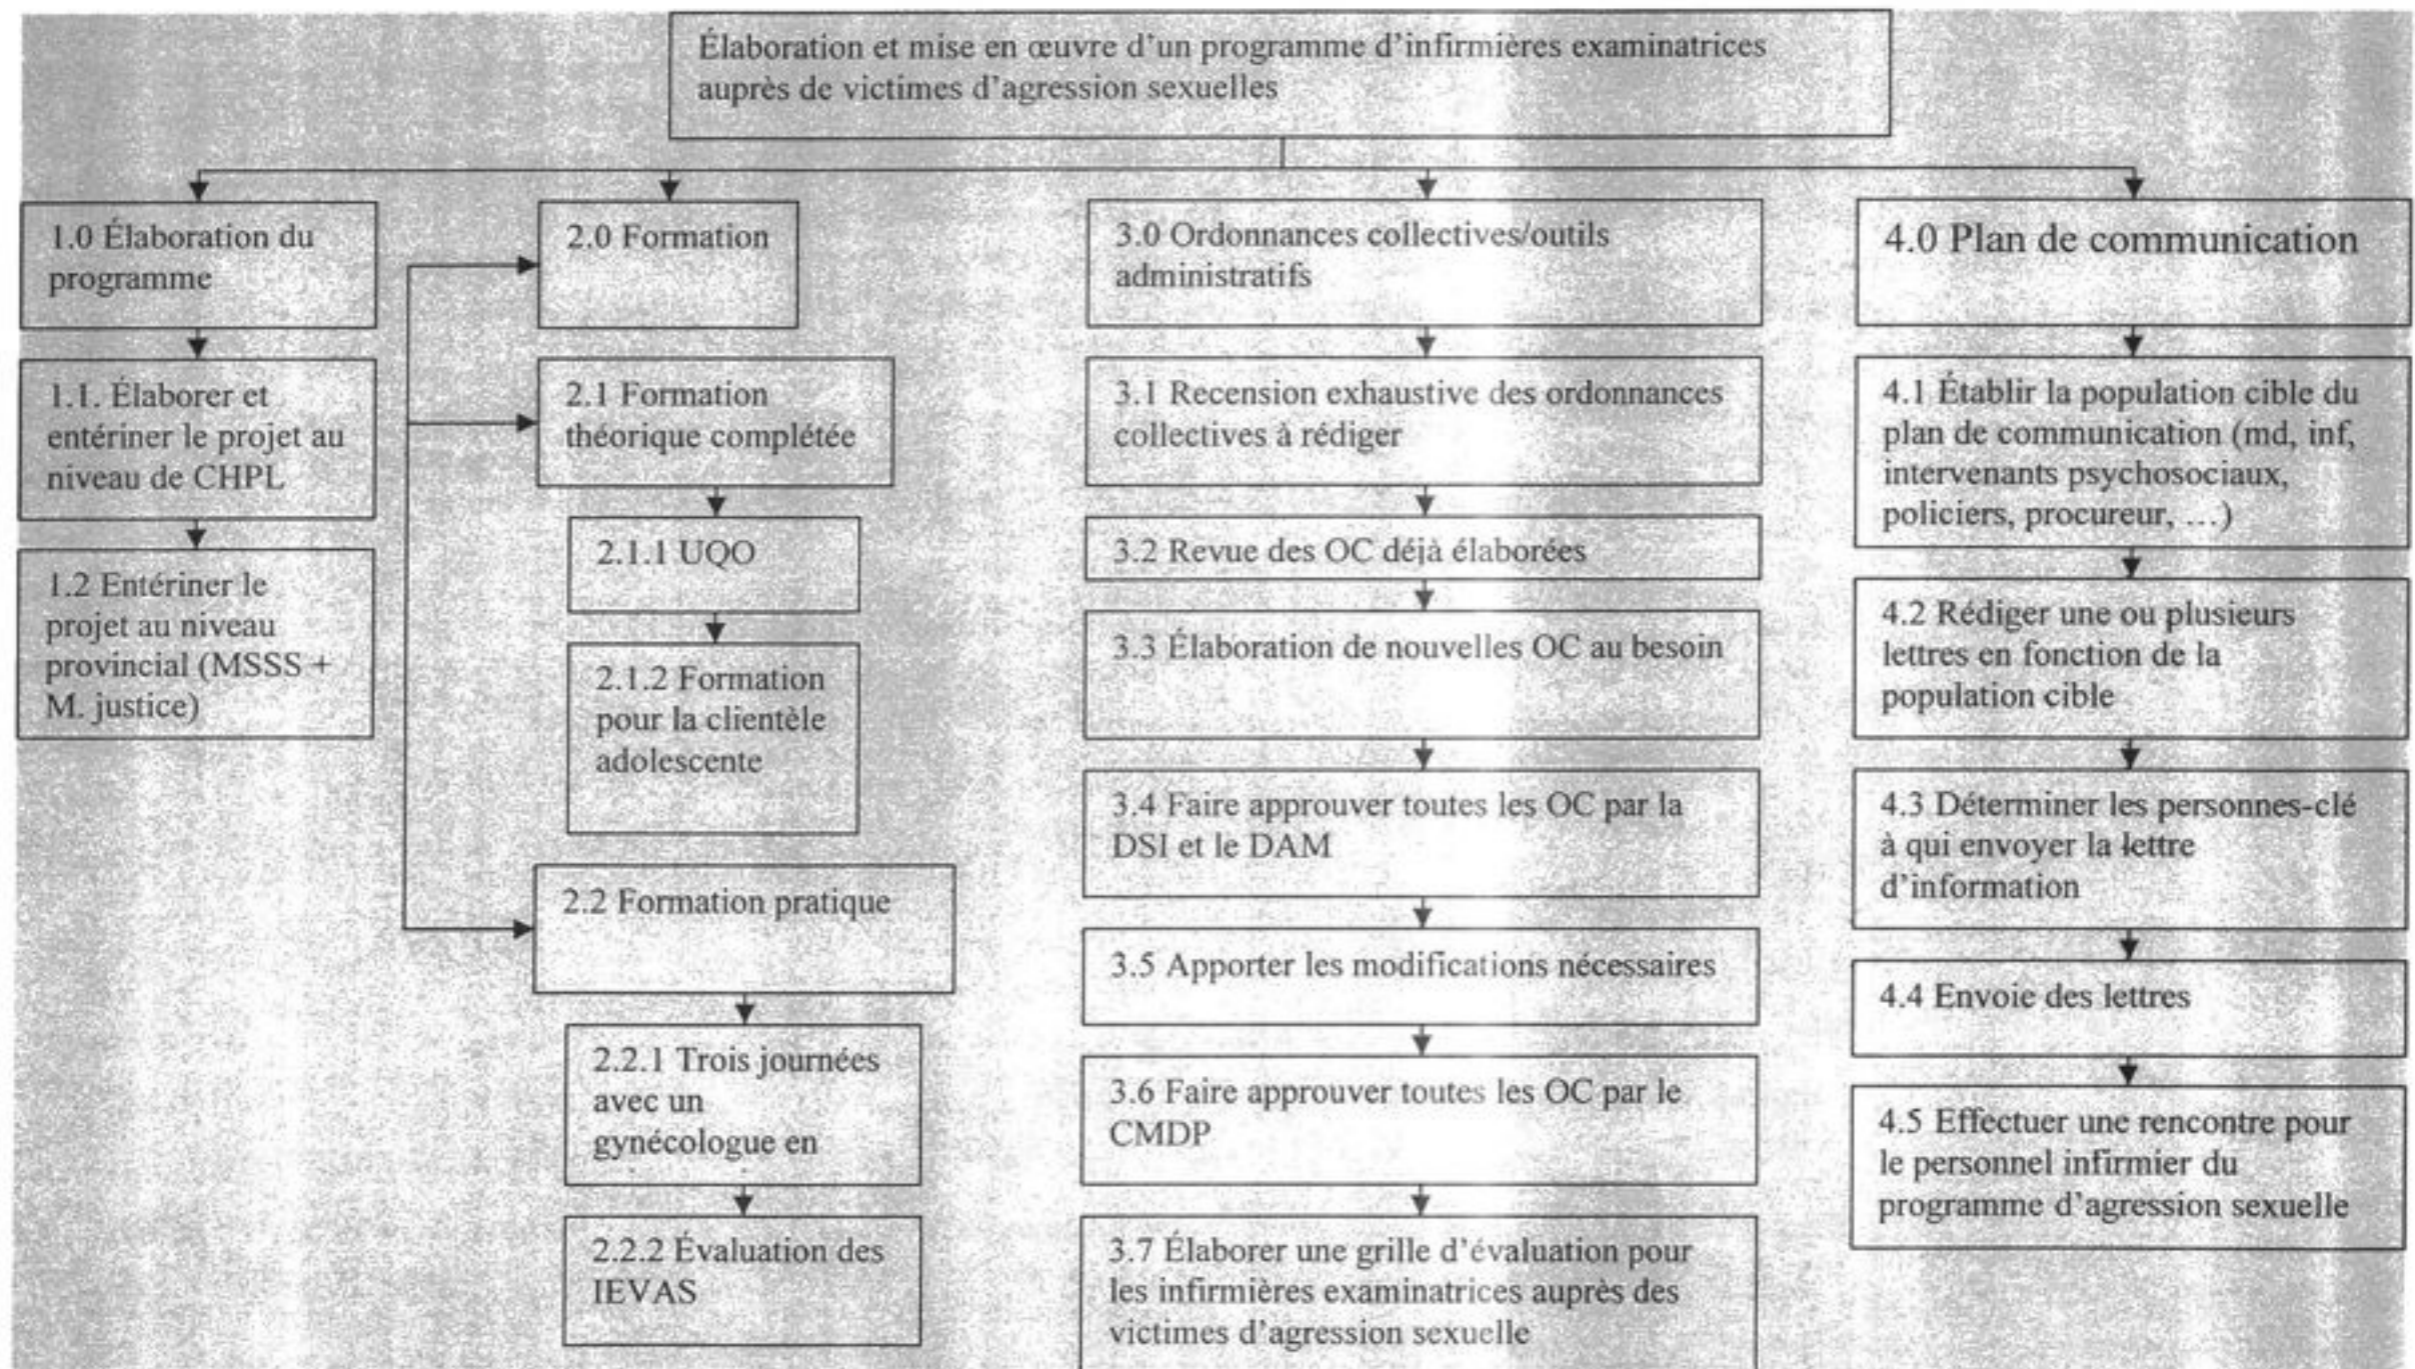 Élaboration et mise en œuvre d'un programme d'infirmières examinatrices
auprès de victimes d'agression sexuelles
1.0 Élaboration du
programme
1.1. Élaborer et
entériner le projet au
niveau de CHPL
1.2 Entériner le
projet au niveau
provincial (MSSS +
M. justice)
2.0 Formation
2.1 Formation
théorique complétée
2.1.1 UQO
2.1.2 Formation
pour la clientèle
adolescente
2.2 Formation pratique
2.2.1 Trois journées
avec un
gynécologue en
2.2.2 Évaluation des
IEVAS
3.0 Ordonnances collectives/outils
administratifs
3.1 Recension exhaustive des ordonnances
collectives à rédiger
3.2 Revue des OC déjà élaborées
3.3 Élaboration de nouvelles OC au besoin
3.4 Faire approuver toutes les OC par la
DSI et le DAM
3.5 Apporter les modifications nécessaires
3.6 Faire approuver toutes les OC par le
CMDP
3.7 Élaborer une grille d'évaluation pour
les infirmières examinatrices auprès des
victimes d'agression sexuelle
4.0 Plan de communication
4.1 Établir la population cible du
plan de communication (md, inf,
intervenants psychosociaux,
policiers, procureur, …)
4.2 Rédiger une ou plusieurs
lettres en fonction de la
population cible
4.3 Déterminer les personnes-clé
à qui envoyer la lettre
d'information
4.4 Envoie des lettres
4.5 Effectuer une rencontre pour
le personnel infirmier du
programme d'agression sexuelle